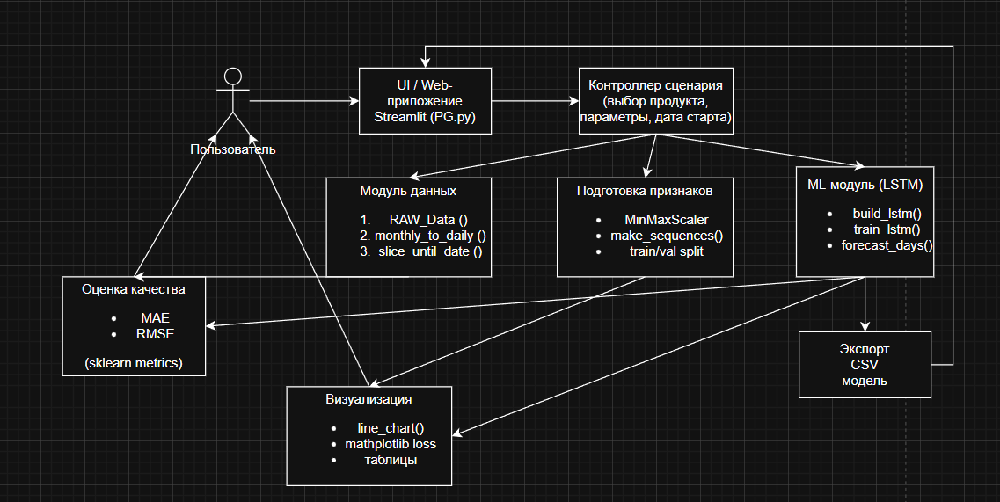 UI / Web-
приложение
Streamlit (PG.py)
Контроллер сценария
(выбор продукта,
параметры, дата старта)
Пользователь
Модуль данных
1. RAW_Data ()
2. monthly_to_daily ()
3. slice_until_date ()
Подготовка признаков
• MinMaxScaler
• make_sequences()
• train/val split
ML-модуль (LSTM)
• build_lstm()
• train_lstm()
• forecast_days()
Оценка качества
• MAE
• RMSE
(sklearn.metrics)
Экспорт
CSV
модель
Визуализация
• line_chart()
• mathplotlib loss
• таблицы